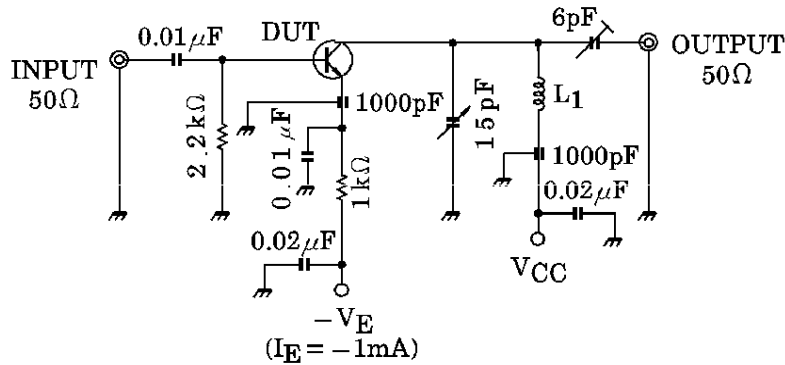 0.01μF
DUT
6pF
INPUT
50Ω
OUTPUT
50Ω
2.2kΩ
1000pF
0.01μF
1kΩ
15pF
L1
1000pF
0.02μF
0.02μF
VCC
−VE
(IE = −1mA)